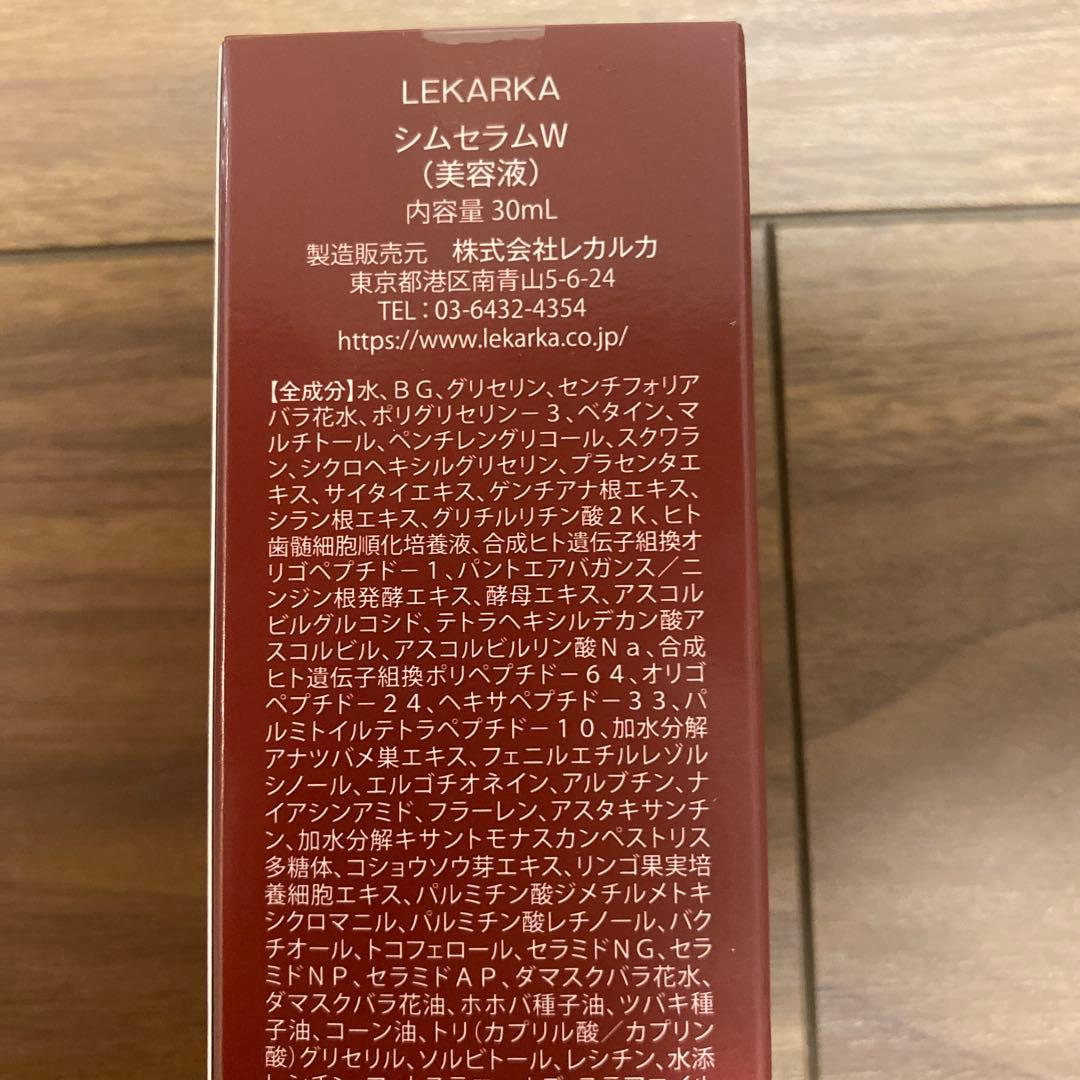 LEKARKA
シムセラムW
（美容液）
内容量 30mL
製造販売元　株式会社レカルカ
東京都港区南青山5-6-24
TEL：03-6432-4354
https://www.lekarka.co.jp/
【全成分】水、ＢＧ、グリセリン、センチフォリア
バラ花水、ポリグリセリン－３、ベタイン、マ
ルチトール、ペンチレングリコール、スクワラ
ン、シクロヘキシルグリセリン、プラセンタエ
キス、サイタイエキス、ゲンチアナ根エキス、
シラン根エキス、グリチルリチン酸２Ｋ、ヒト
歯髄細胞順化培養液、合成ヒト遺伝子組換オ
リゴペプチド－１、パントエアバガンス／ニ
ンジン根発酵エキス、酵母エキス、アスコル
ビルグルコシド、テトラヘキシルデカン酸ア
スコルビル、アスコルビルリン酸Ｎａ、合成
ヒト遺伝子組換ポリペプチド－６４、オリゴ
ペプチド－２４、ヘキサペプチド－３３、パ
ルミトイルテトラペプチド－１０、加水分解
アナツバメ巣エキス、フェニルエチルレゾル
シノール、エルゴチオネイン、アルブチン、ナ
イアシンアミド、フラーレン、アスタキサンチ
ン、加水分解キサントモナスカンペストリス
多糖体、コショウソウ芽エキス、リンゴ果実培
養細胞エキス、パルミチン酸ジメチルメトキ
シクロマニル、パルミチン酸レチノール、バク
チオール、トコフェロール、セラミドＮＧ、セラ
ミドＮＰ、セラミドＡＰ、ダマスクバラ花水、
ダマスクバラ花油、ホホバ種子油、ツバキ種
子油、コーン油、トリ（カプリル酸／カプリン
酸）グリセリル、ソルビトール、レシチン、水添